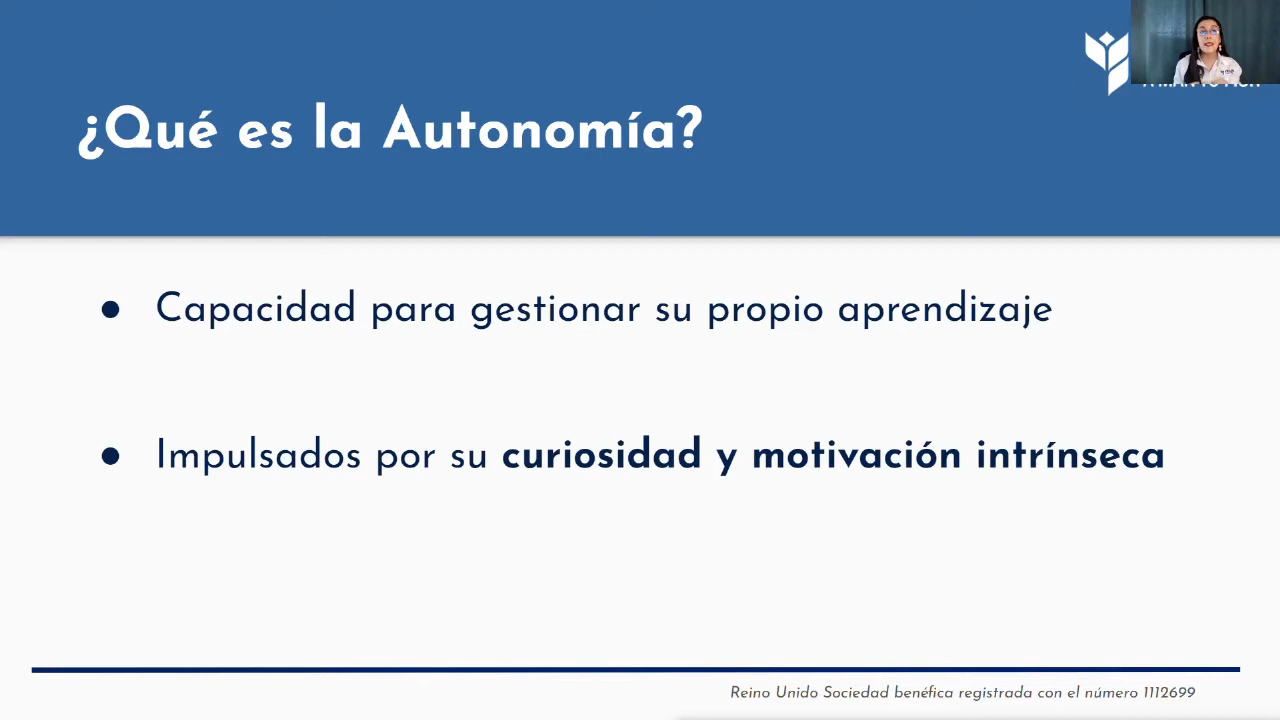 ¿Qué es la Autonomía?
● Capacidad para gestionar su propio aprendizaje
● Impulsados por su curiosidad y motivación intrínseca
Reino Unido Sociedad benéfica registrada con el número 1112699